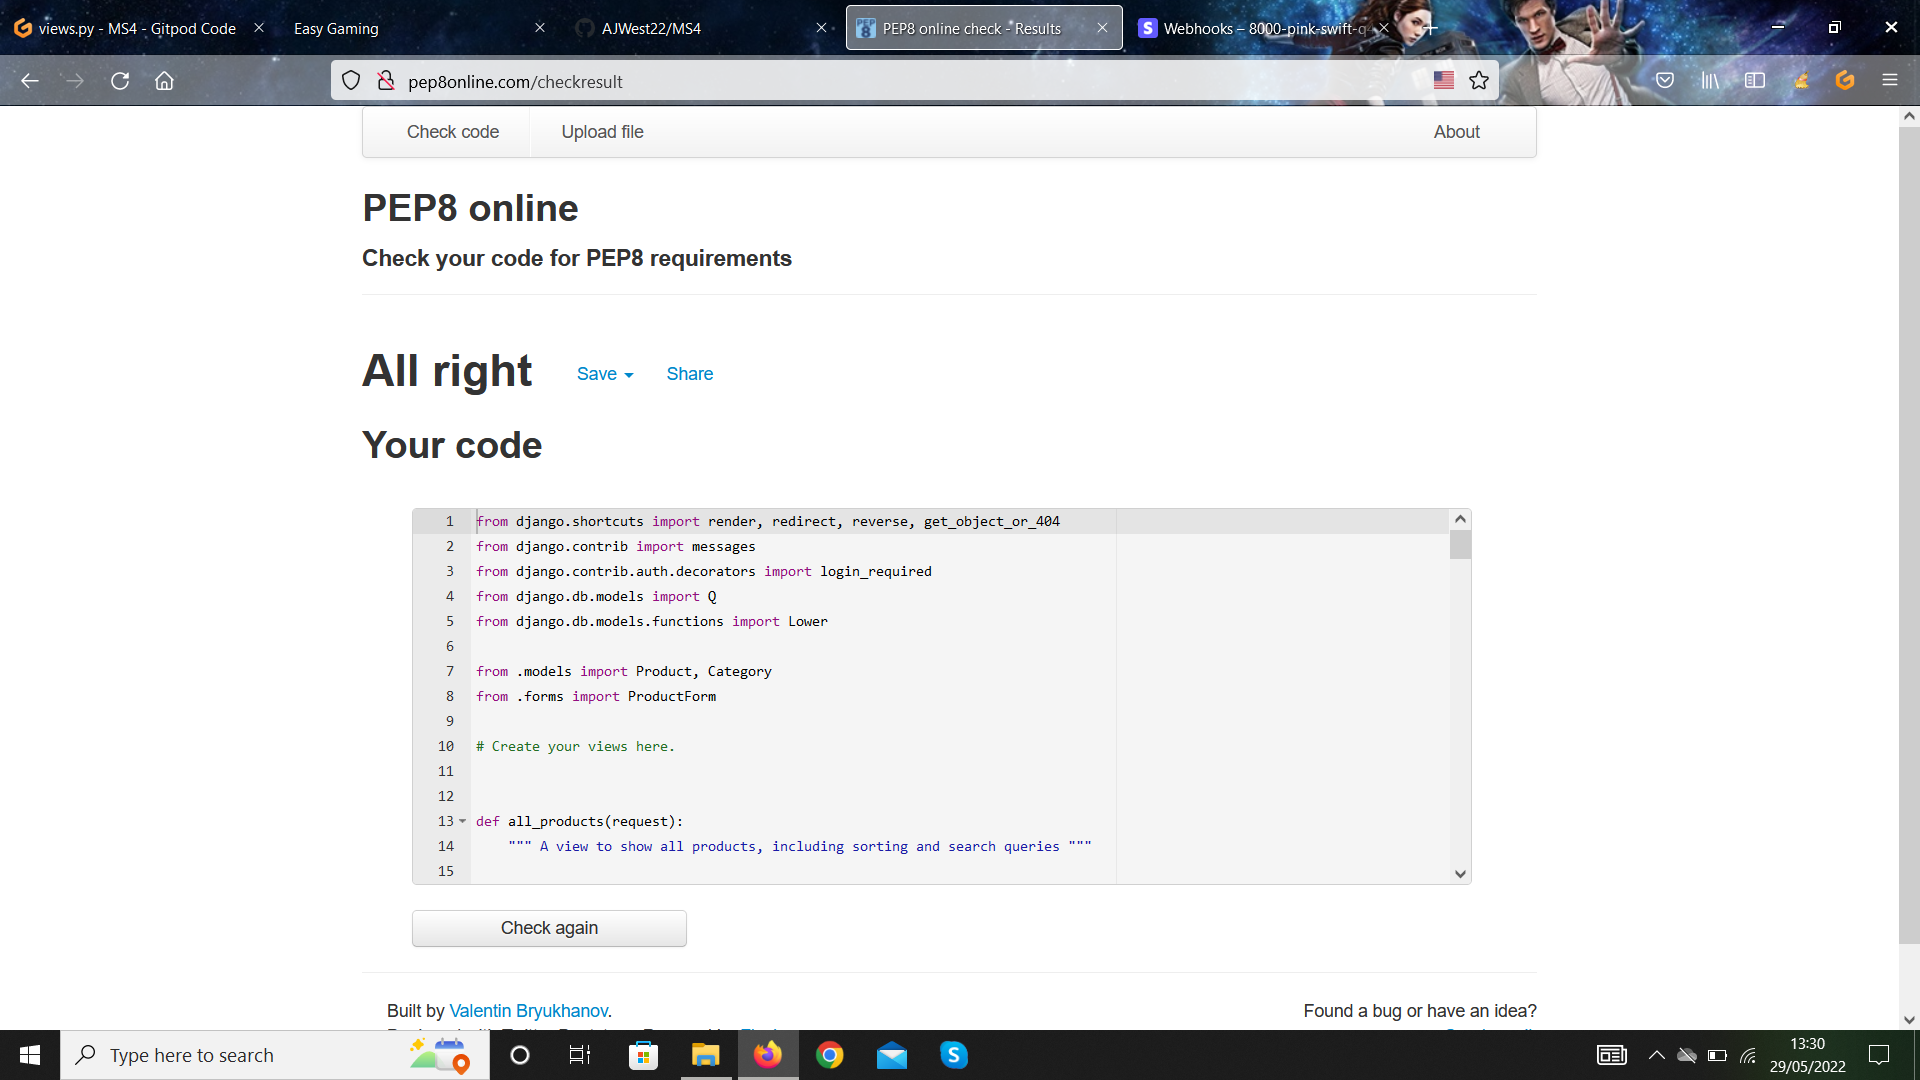 views.py - MS4 - Gitpod Code
Easy Gaming
AJWest22/MS4
PEP8 online check - Results
Webhooks – 8000-pink-swift-q
pep8online.com/checkresult
Check code
Upload file
About
PEP8 online
Check your code for PEP8 requirements
All right
Save
Share
Your code
1 from django.shortcuts import render, redirect, reverse, get_object_or_404
2 from django.contrib import messages
3 from django.contrib.auth.decorators import login_required
4 from django.db.models import Q
5 from django.db.models.functions import Lower
6
7 from .models import Product, Category
8 from .forms import ProductForm
9
10 # Create your views here.
11
12
13 def all_products(request):
14 """ A view to show all products, including sorting and search queries """
15
Check again
Built by Valentin Bryukhanov.
Found a bug or have an idea?
Type here to search
13:30
29/05/2022